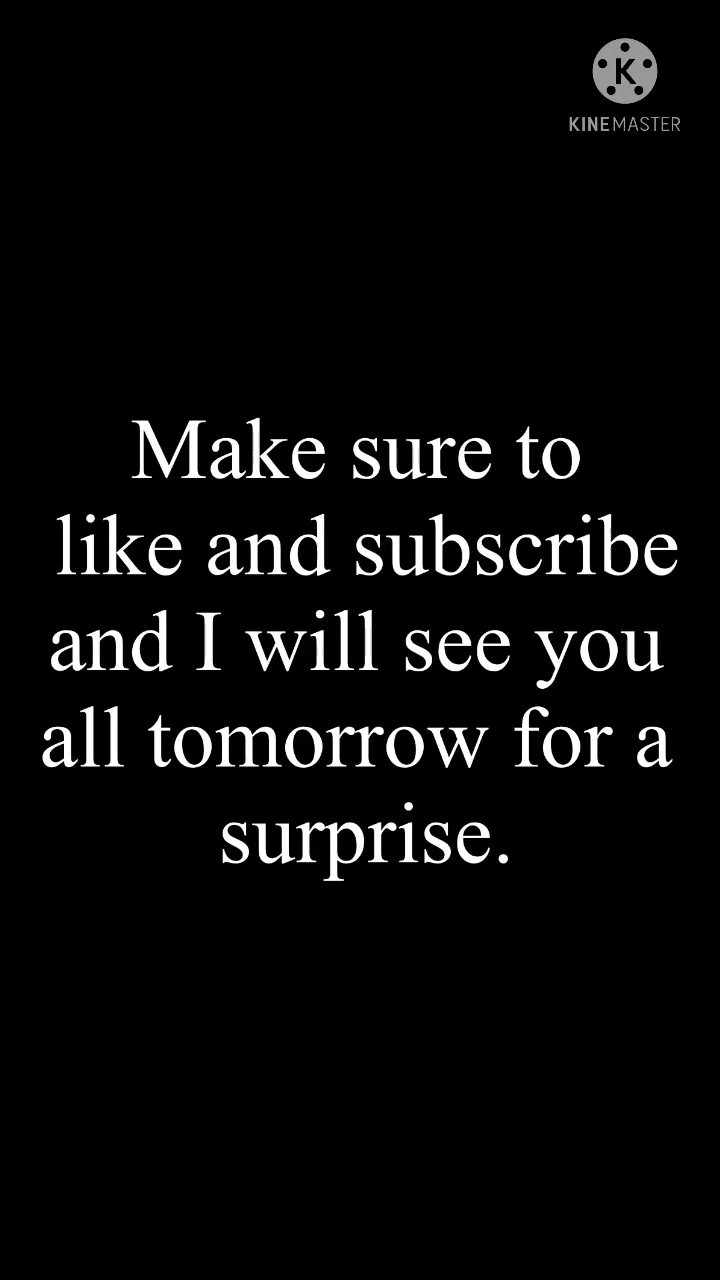 K
KINEMASTER
Make sure to
like and subscribe
and I will see you
all tomorrow for a
surprise.